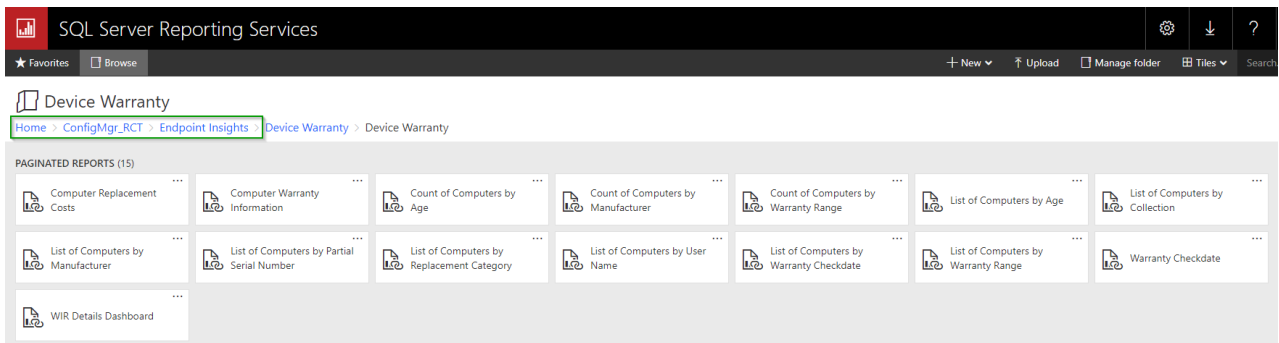 SQL Server Reporting Services
?
Favorites Browse New Upload Manage folder Tiles Search
Device Warranty
Home > ConfigMgr_RCT > Endpoint Insights > Device Warranty > Device Warranty
PAGINATED REPORTS (15)
Computer Replacement
Costs
Computer Warranty
Information
Count of Computers by
Age
Count of Computers by
Manufacturer
Count of Computers by
Warranty Range
List of Computers by Age
List of Computers by
Collection
List of Computers by
Manufacturer
List of Computers by Partial
Serial Number
List of Computers by
Replacement Category
List of Computers by User
Name
List of Computers by
Warranty Checkdate
List of Computers by
Warranty Range
Warranty Checkdate
WIR Details Dashboard